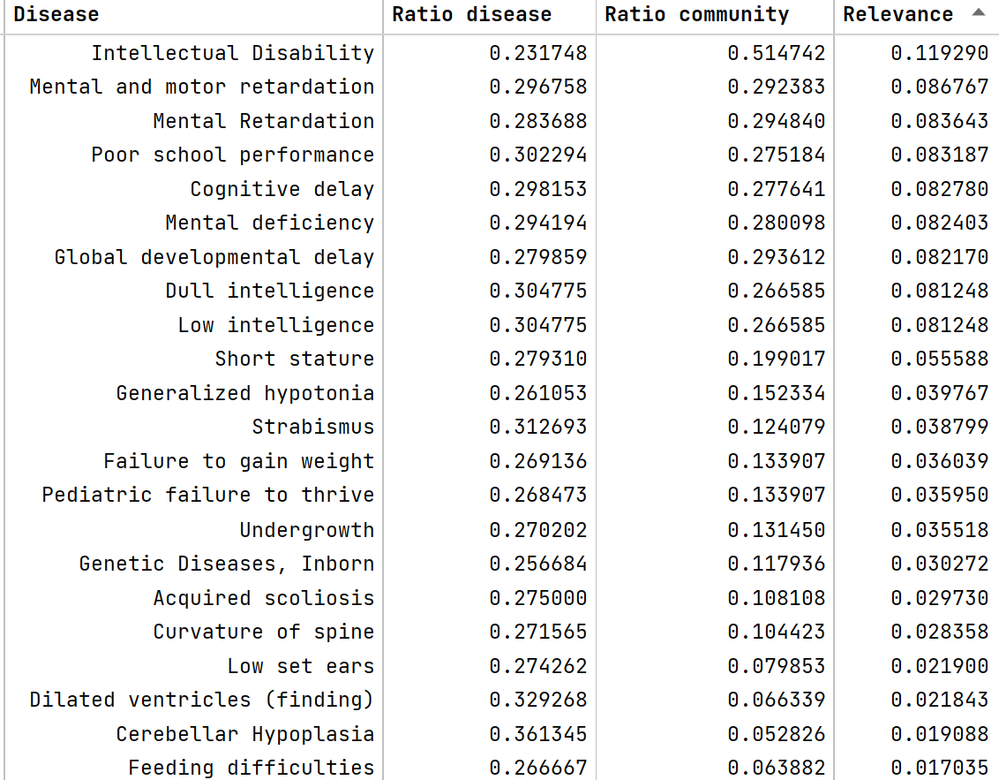 Disease Ratio disease Ratio community Relevance
Intellectual Disability 0.231748 0.514742 0.119290
Mental and motor retardation 0.296758 0.292383 0.086767
Mental Retardation 0.283688 0.294840 0.083643
Poor school performance 0.302294 0.275184 0.083187
Cognitive delay 0.298153 0.277641 0.082780
Mental deficiency 0.294194 0.280098 0.082403
Global developmental delay 0.279859 0.293612 0.082170
Dull intelligence 0.304775 0.266585 0.081248
Low intelligence 0.304775 0.266585 0.081248
Short stature 0.279310 0.199017 0.055588
Generalized hypotonia 0.261053 0.152334 0.039767
Strabismus 0.312693 0.124079 0.038799
Failure to gain weight 0.269136 0.133907 0.036039
Pediatric failure to thrive 0.268473 0.133907 0.035950
Undergrowth 0.270202 0.131450 0.035518
Genetic Diseases, Inborn 0.256684 0.117936 0.030272
Acquired scoliosis 0.275000 0.108108 0.029730
Curvature of spine 0.271565 0.104423 0.028358
Low set ears 0.274262 0.079853 0.021900
Dilated ventricles (finding) 0.329268 0.066339 0.021843
Cerebellar Hypoplasia 0.361345 0.052826 0.019088
Feeding difficulties 0.266667 0.063882 0.017035